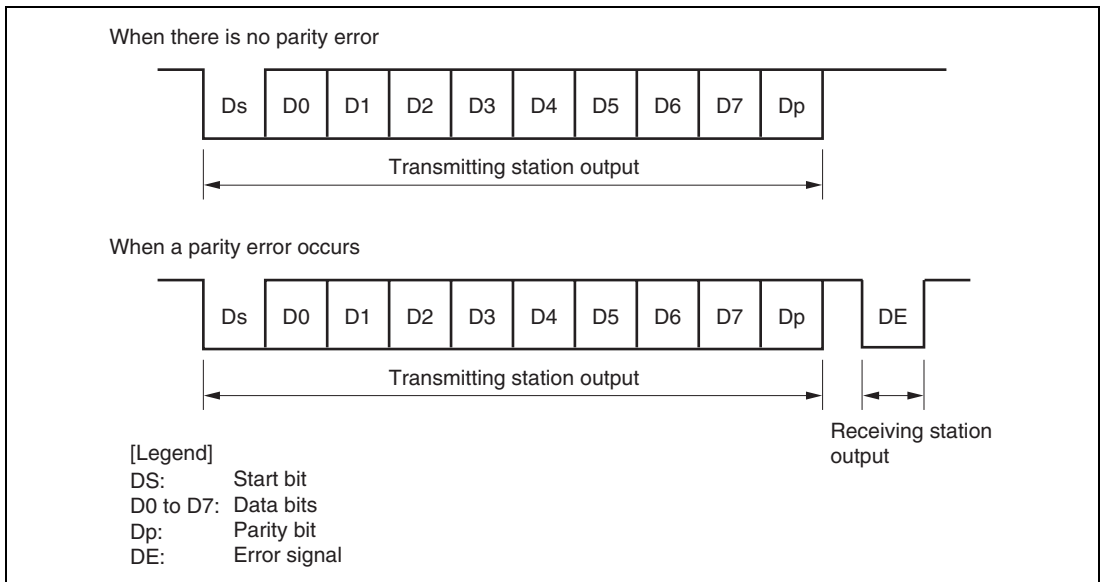 When there is no parity error
Ds D0 D1 D2 D3 D4 D5 D6 D7 Dp
Transmitting station output
When a parity error occurs
Ds D0 D1 D2 D3 D4 D5 D6 D7 Dp DE
Transmitting station output
Receiving station
output
[Legend]
DS: Start bit
D0 to D7: Data bits
Dp: Parity bit
DE: Error signal